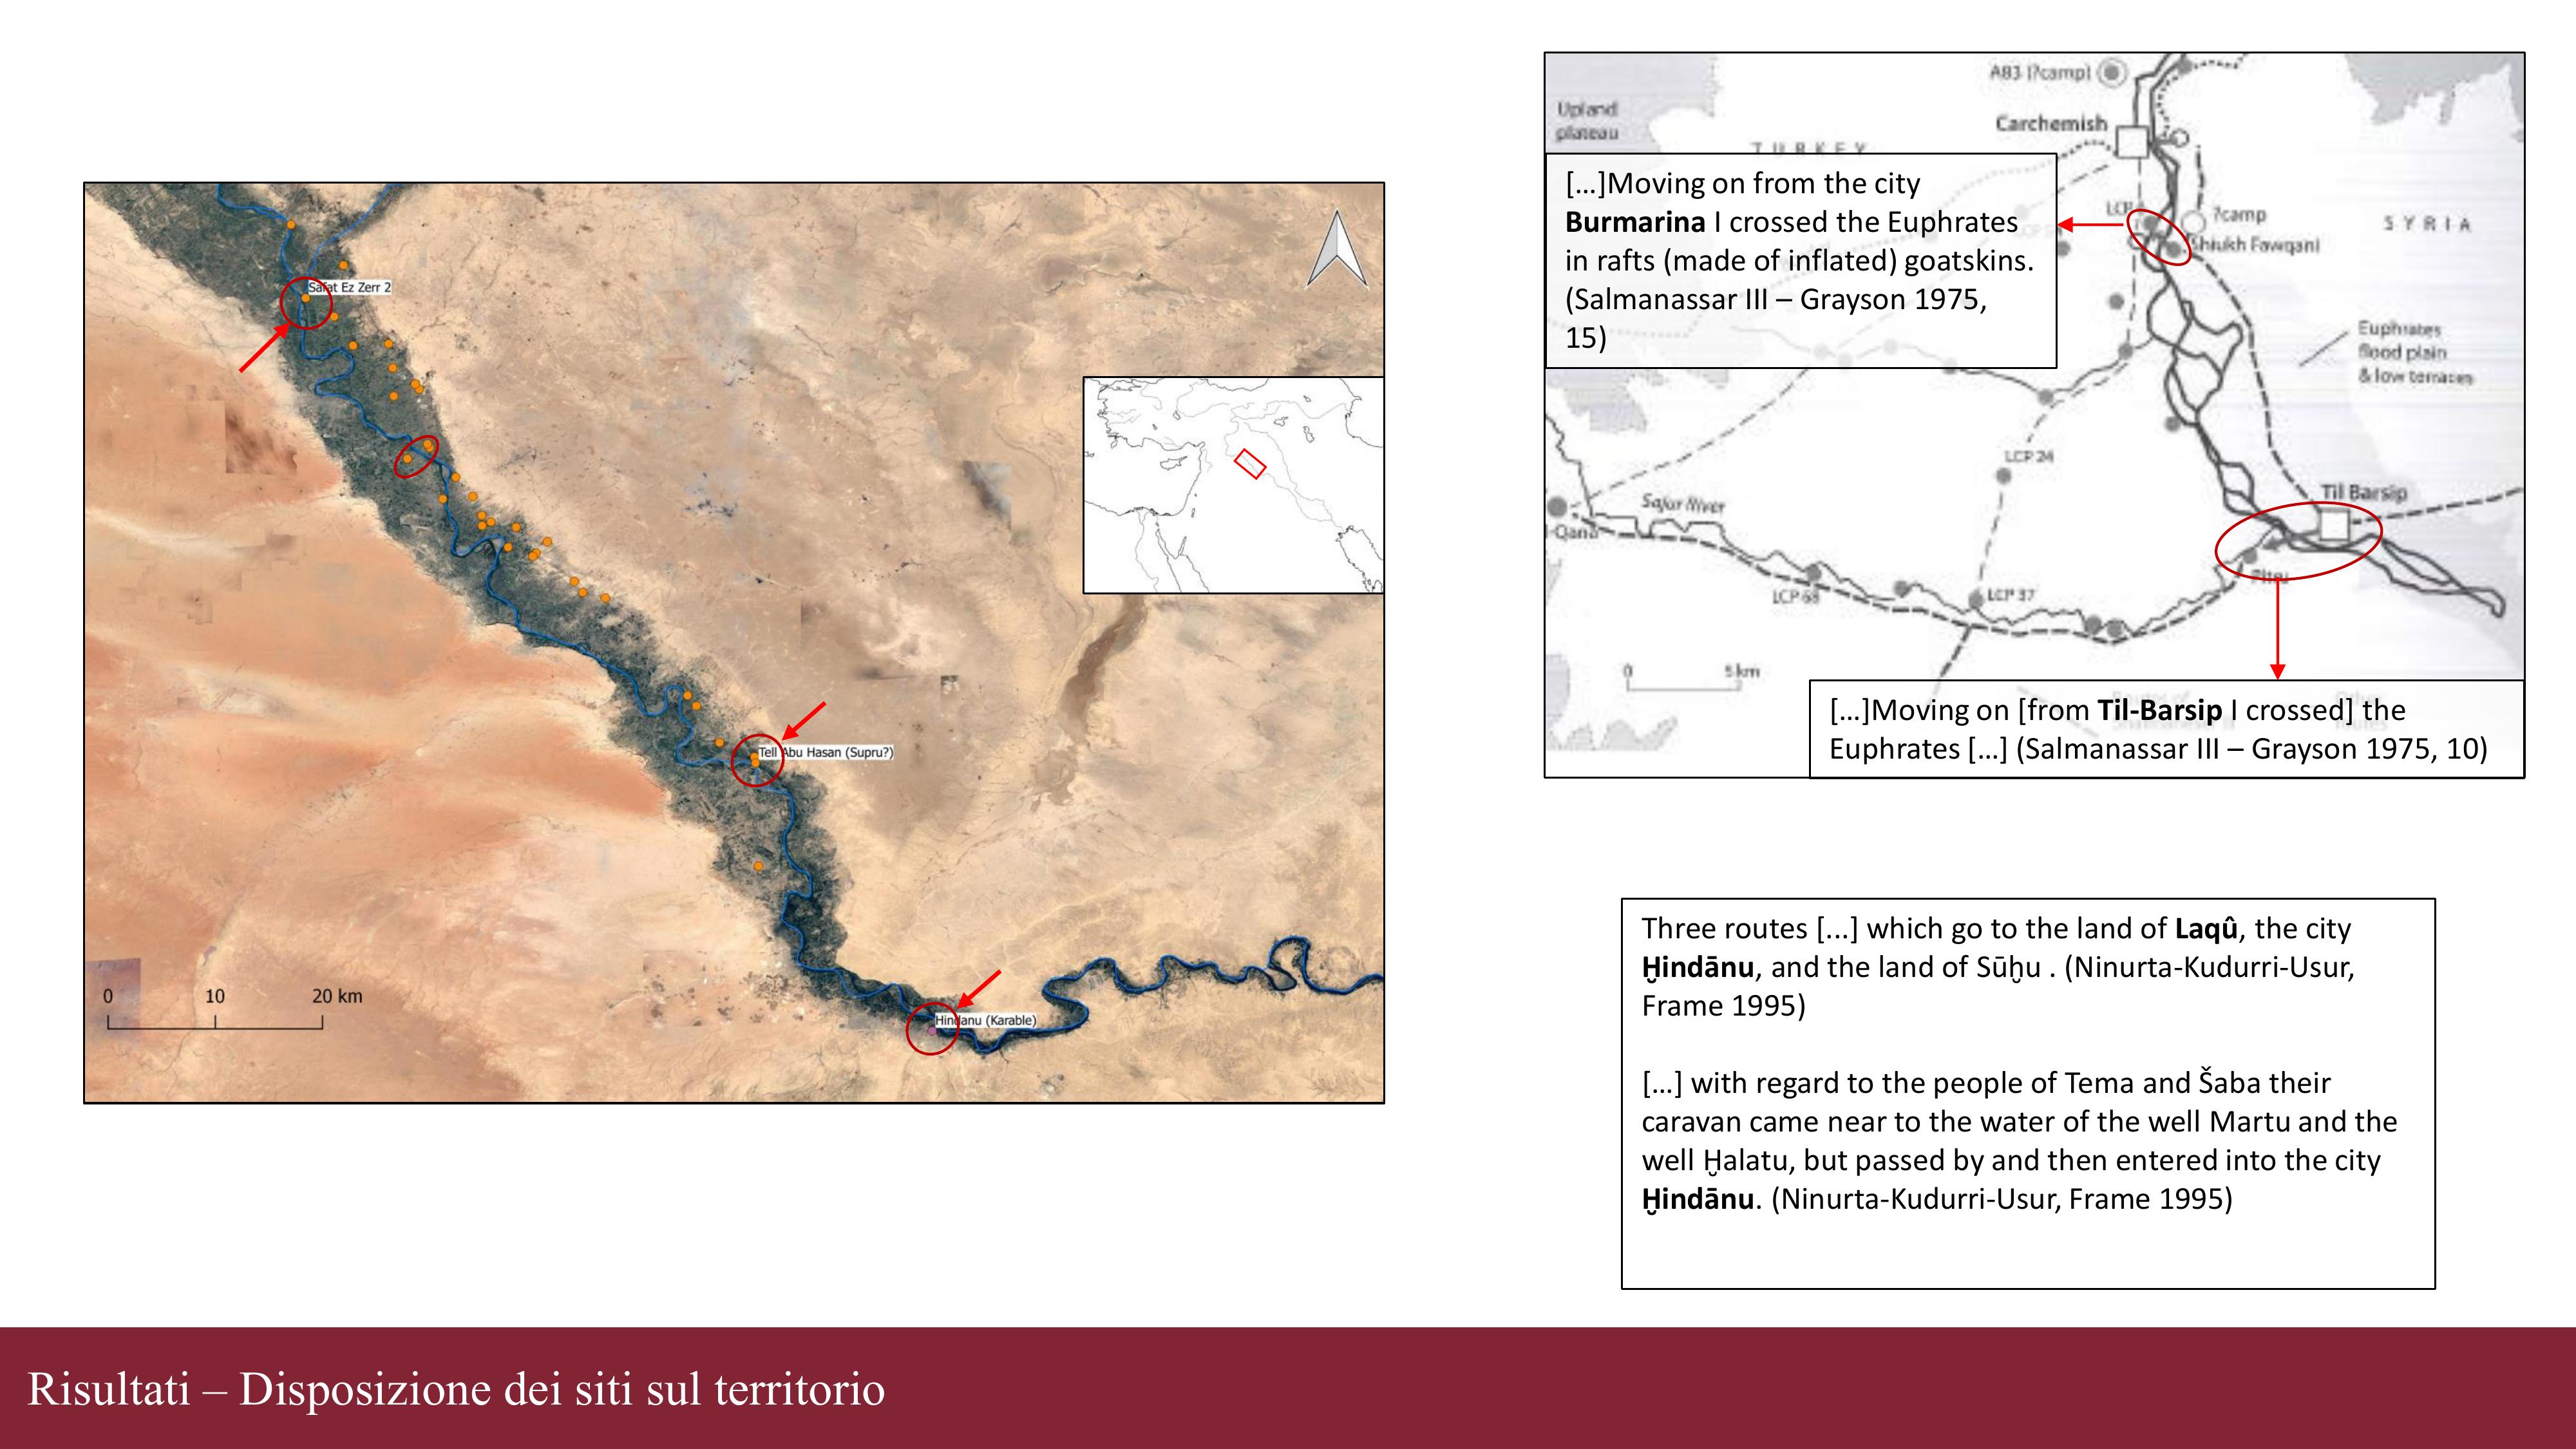 Safat Ez Zerr 2
Tell Abu Hasan (Supru?)
Hindanu (Karable)
0 10 20 km
A83 (?camp)
Upland
plateau
Carchemish
TURKEY
[…]Moving on from the city
Burmarina I crossed the Euphrates
in rafts (made of inflated) goatskins.
(Salmanassar III – Grayson 1975,
15)
LCP
?camp
SYRIA
Shiukh Fawqani
Euphrates
flood plain
& low terraces
LCP 24
Til Barsip
Sajur River
-Qana
Pitru
LCP 68
LCP 37
0 5 km
[…]Moving on [from Til-Barsip I crossed] the
Euphrates […] (Salmanassar III – Grayson 1975, 10)
Three routes [...] which go to the land of Laqû, the city
Ḫindānu, and the land of Sūḫu . (Ninurta-Kudurri-Usur,
Frame 1995)
[…] with regard to the people of Tema and Šaba their
caravan came near to the water of the well Martu and the
well Ḫalatu, but passed by and then entered into the city
Ḫindānu. (Ninurta-Kudurri-Usur, Frame 1995)
Risultati – Disposizione dei siti sul territorio